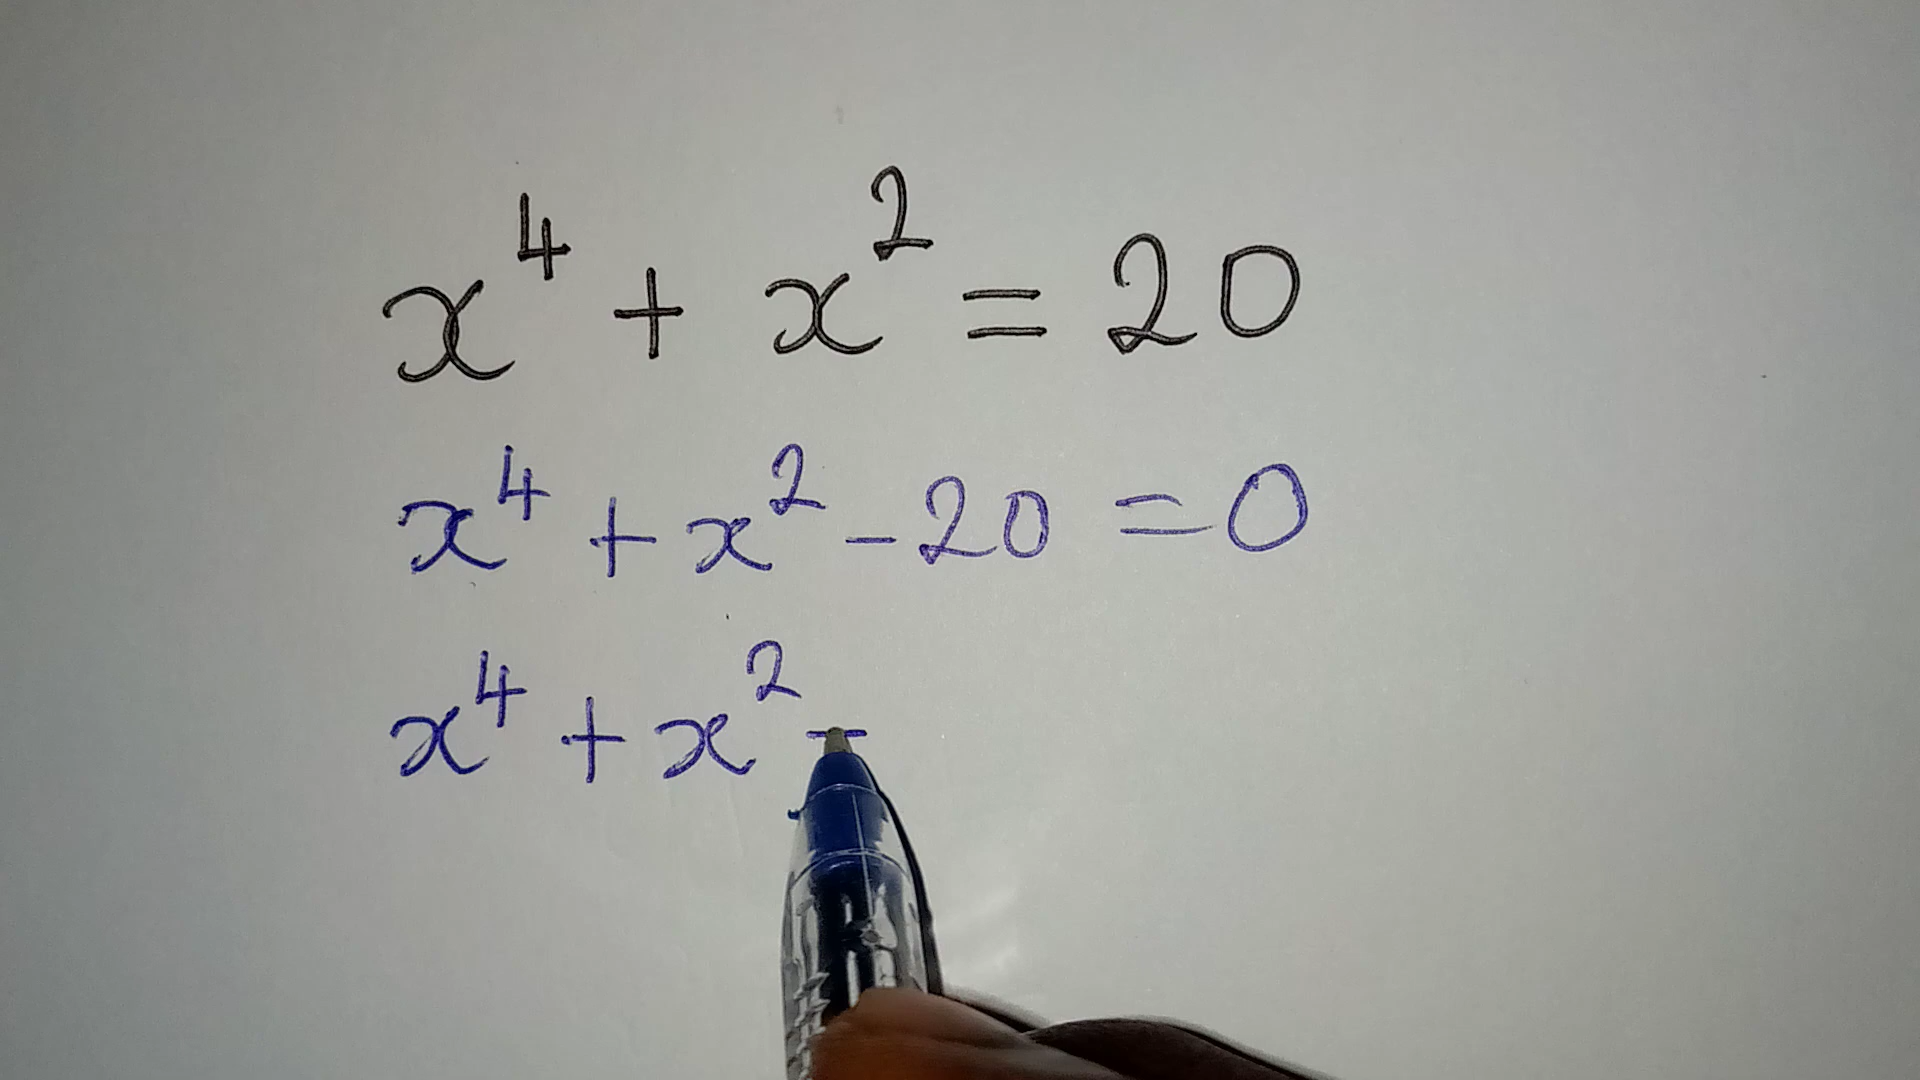 x⁴ + x² = 20
x⁴ + x² - 20 = 0
x⁴ + x² -